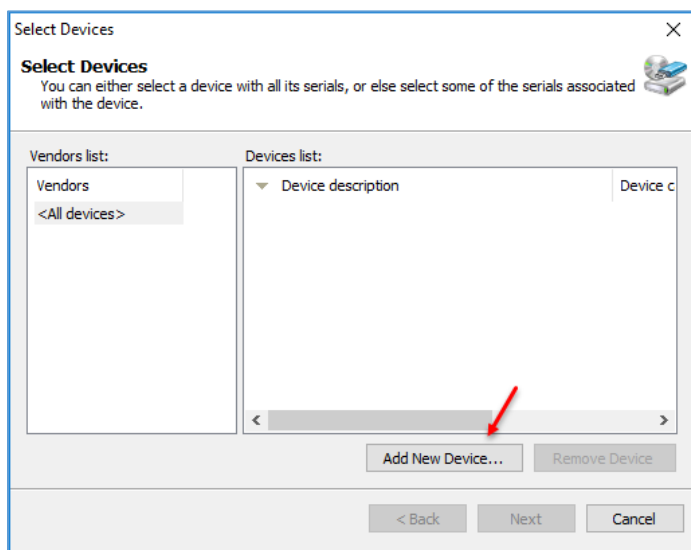 Select Devices
Select Devices
You can either select a device with all its serials, or else select some of the serials associated
with the device.
Vendors list:
Devices list:
Vendors
Device description
Device c
<All devices>
Add New Device...
Remove Device
< Back
Next
Cancel